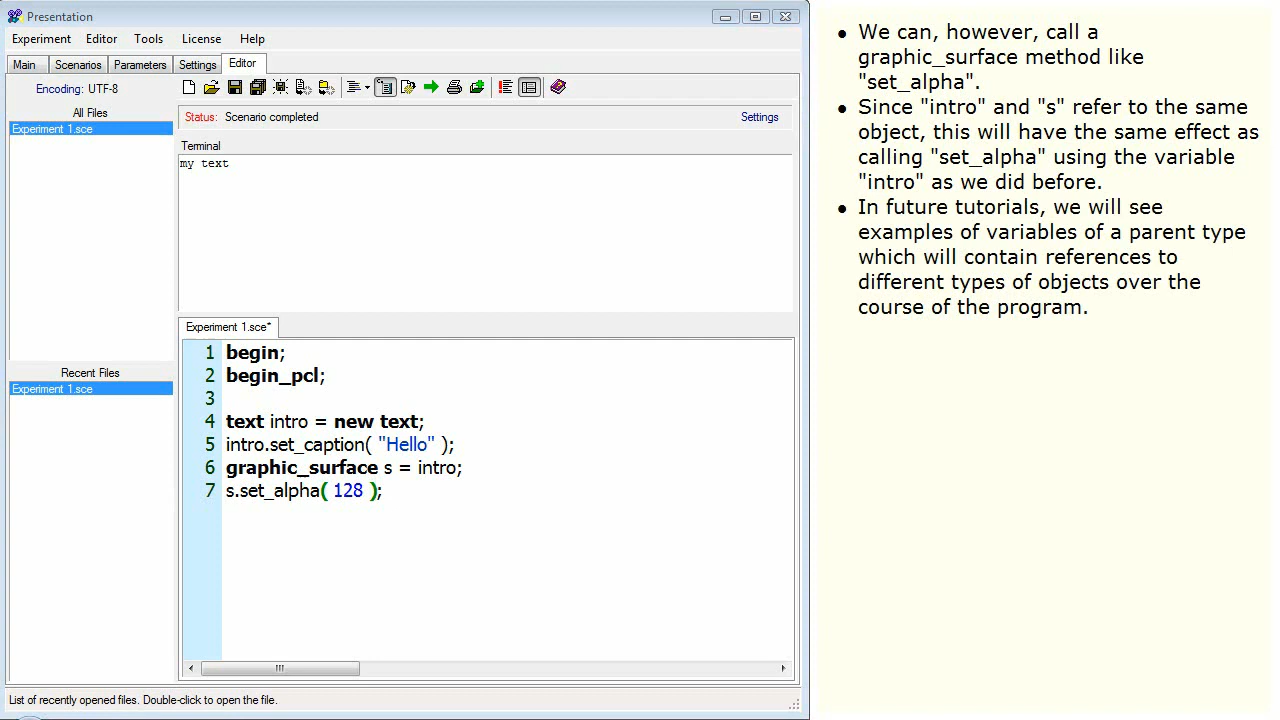 Presentation
Experiment Editor Tools License Help
Main Scenarios Parameters Settings Editor
Encoding: UTF-8
All Files
Experiment 1.sce
Status: Scenario completed Settings
Terminal
my text
Recent Files
Experiment 1.sce
Experiment 1.sce*
1 begin;
2 begin_pcl;
3
4 text intro = new text;
5 intro.set_caption( "Hello" );
6 graphic_surface s = intro;
7 s.set_alpha( 128 );
List of recently opened files. Double-click to open the file.
• We can, however, call a
graphic_surface method like
"set_alpha".
• Since "intro" and "s" refer to the same
object, this will have the same effect as
calling "set_alpha" using the variable
"intro" as we did before.
• In future tutorials, we will see
examples of variables of a parent type
which will contain references to
different types of objects over the
course of the program.